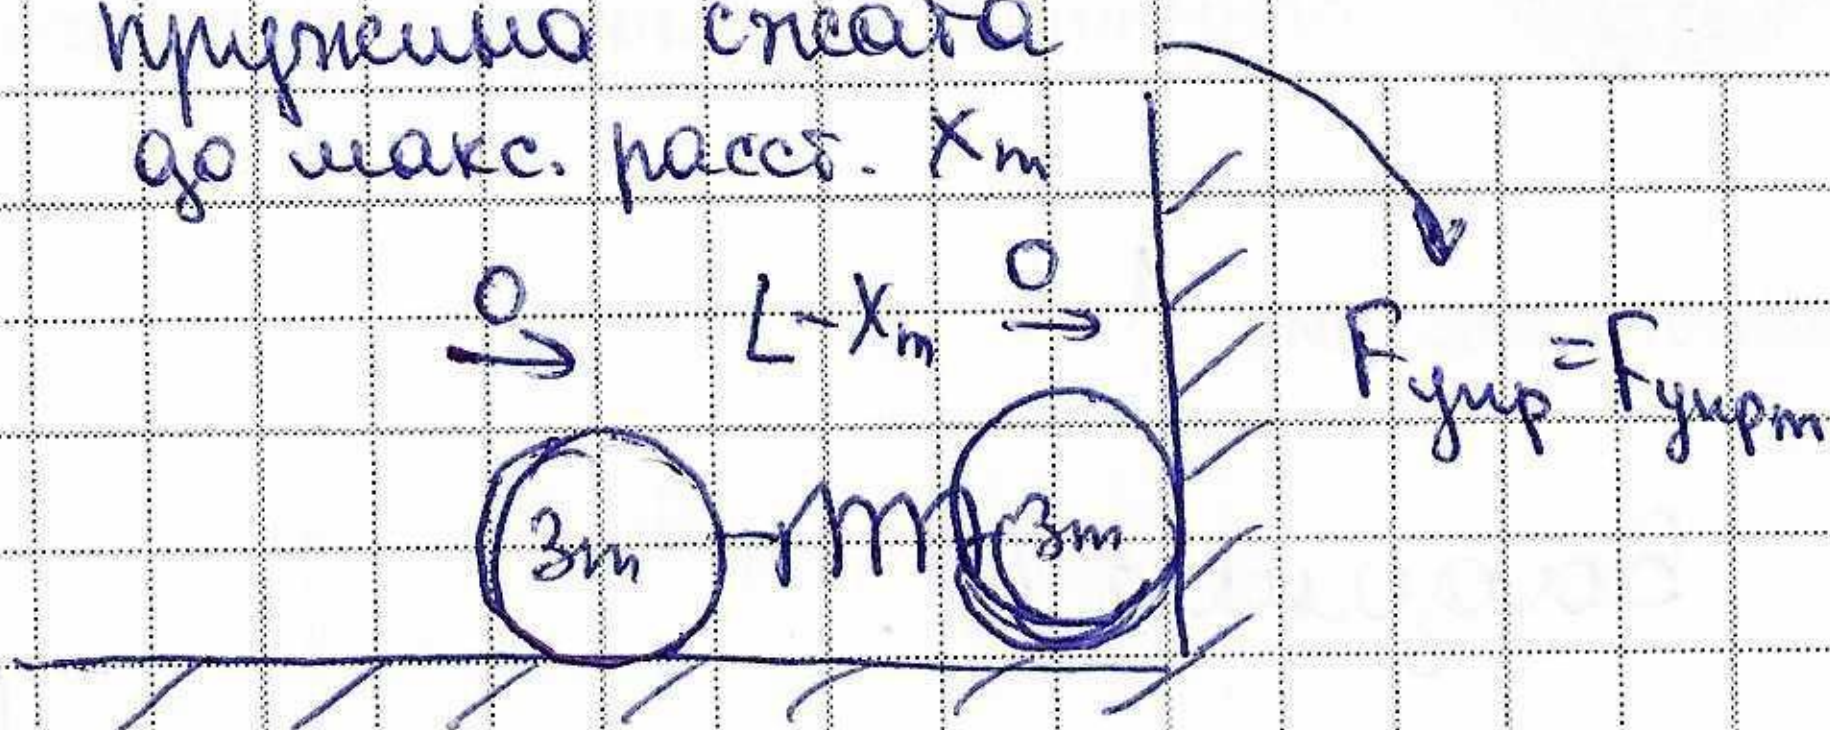 пружина сжата
до макс. расст. Xm
0
L-Xm
0
Fупр=Fупрm
3m
3m